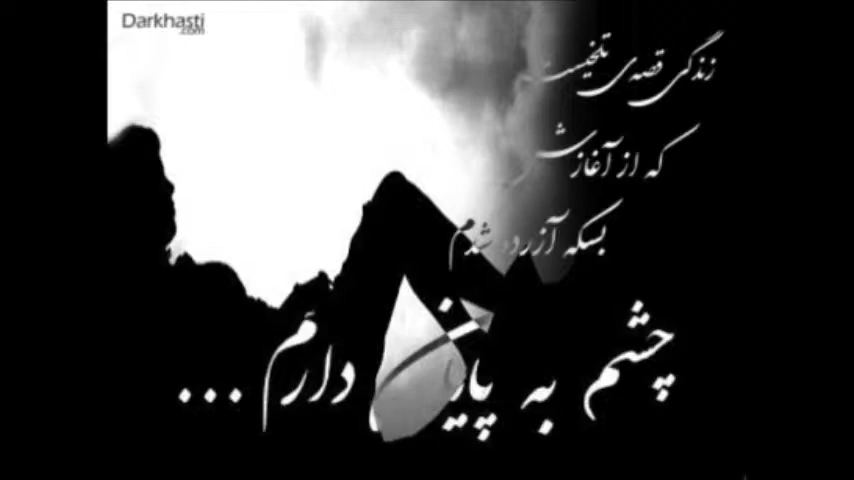 Darkhasti
.com
زندگی قصه‌ی تلخیست
که از آغازش
بسکه آزرده شدم
چشم به پایان دارم ...